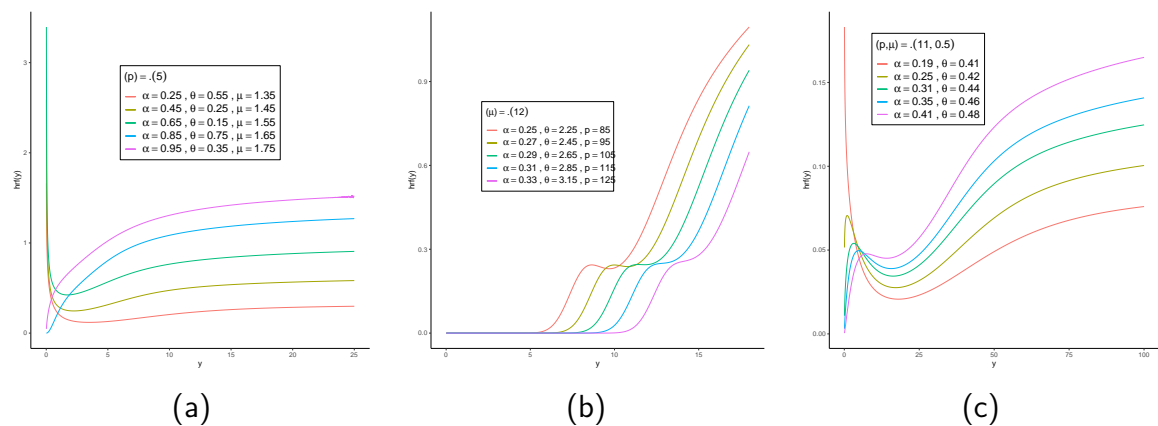 hrf(y)
3
2
1
0
(p) = .(5)
α = 0.25 , θ = 0.55 , μ = 1.35
α = 0.45 , θ = 0.25 , μ = 1.45
α = 0.65 , θ = 0.15 , μ = 1.55
α = 0.85 , θ = 0.75 , μ = 1.65
α = 0.95 , θ = 0.35 , μ = 1.75
0 5 10 15 20 25
y
(a)
hrf(y)
0.9
0.6
0.3
0.0
(μ) = .(12)
α = 0.25 , θ = 2.25 , p = 85
α = 0.27 , θ = 2.45 , p = 95
α = 0.29 , θ = 2.65 , p = 105
α = 0.31 , θ = 2.85 , p = 115
α = 0.33 , θ = 3.15 , p = 125
0 5 10 15
y
(b)
hrf(y)
0.15
0.10
0.05
0.00
(p,μ) = .(11, 0.5)
α = 0.19 , θ = 0.41
α = 0.25 , θ = 0.42
α = 0.31 , θ = 0.44
α = 0.35 , θ = 0.46
α = 0.41 , θ = 0.48
0 25 50 75 100
y
(c)